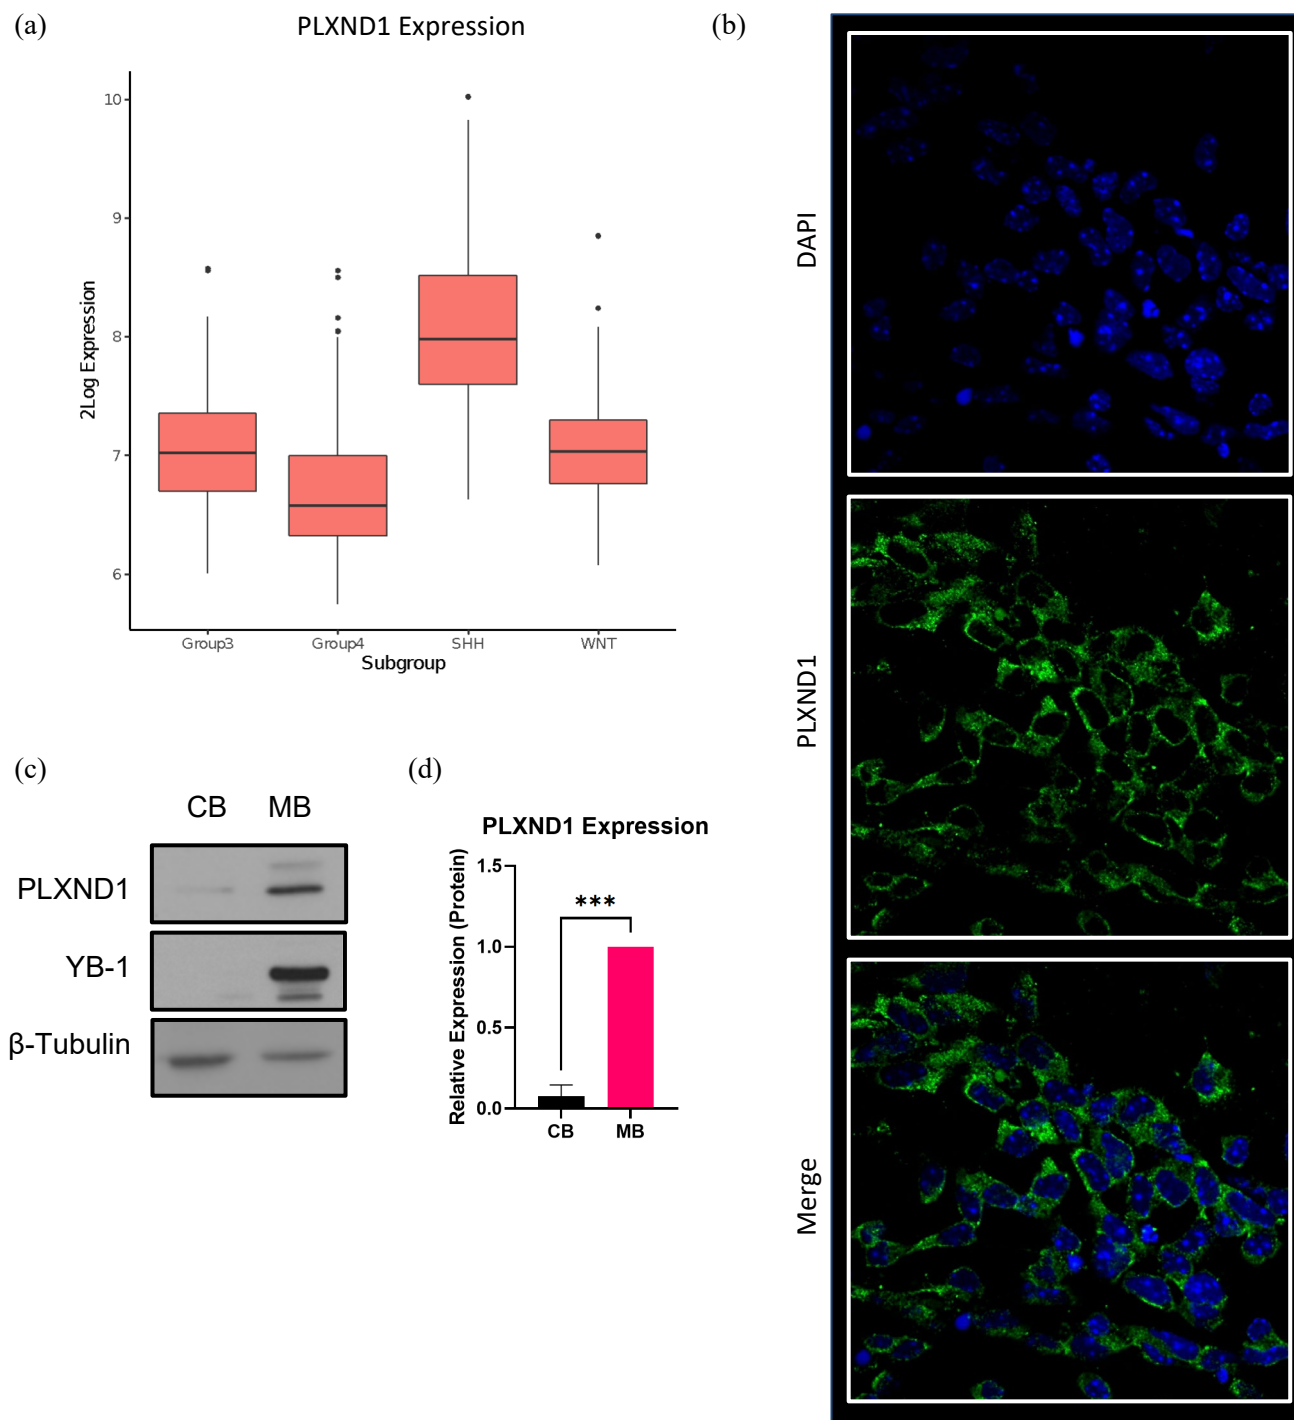 (a)
PLXND1 Expression
2Log Expression
10
9
8
7
6
Group3 Group4 SHH WNT
Subgroup
(b)
DAPI
PLXND1
Merge
(c)
CB MB
PLXND1
YB-1
β-Tubulin
(d)
PLXND1 Expression
Relative Expression (Protein)
1.5
1.0
0.5
0.0
***
CB MB